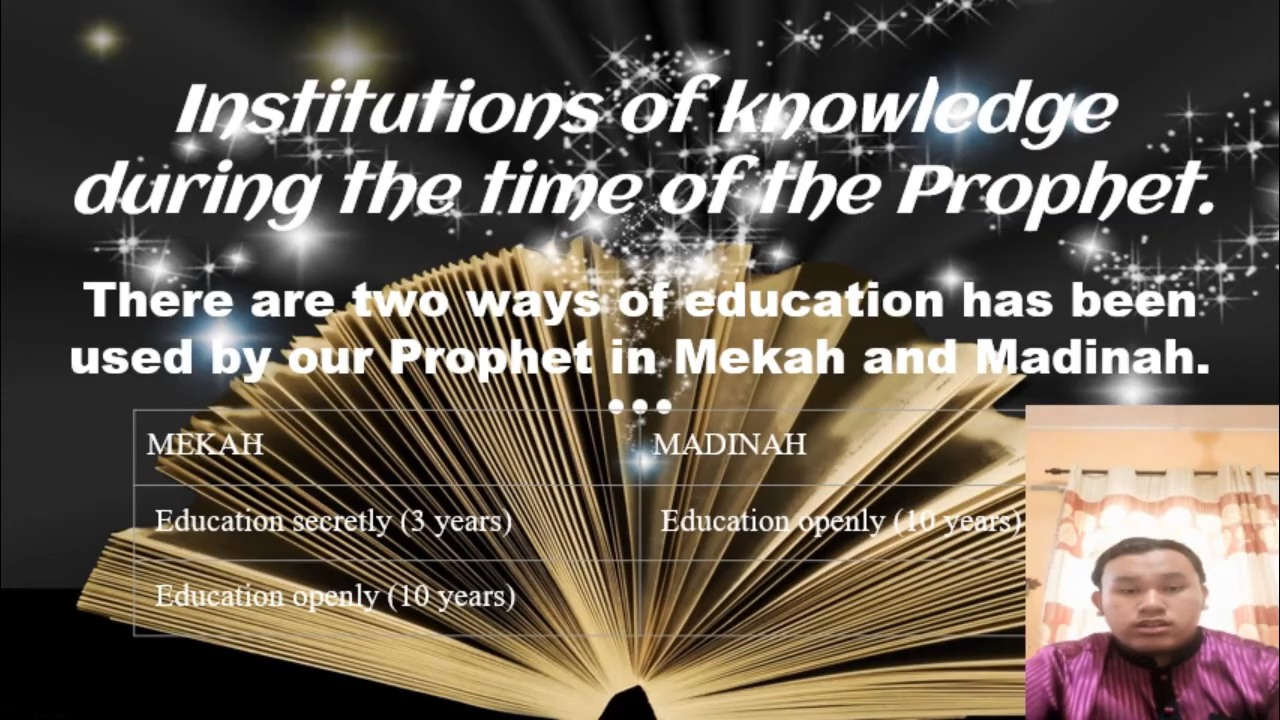 Institutions of knowledge
during the time of the Prophet.
There are two ways of education has been
used by our Prophet in Mekah and Madinah.
MEKAH MADINAH
Education secretly (3 years) Education openly (10 years)
Education openly (10 years)